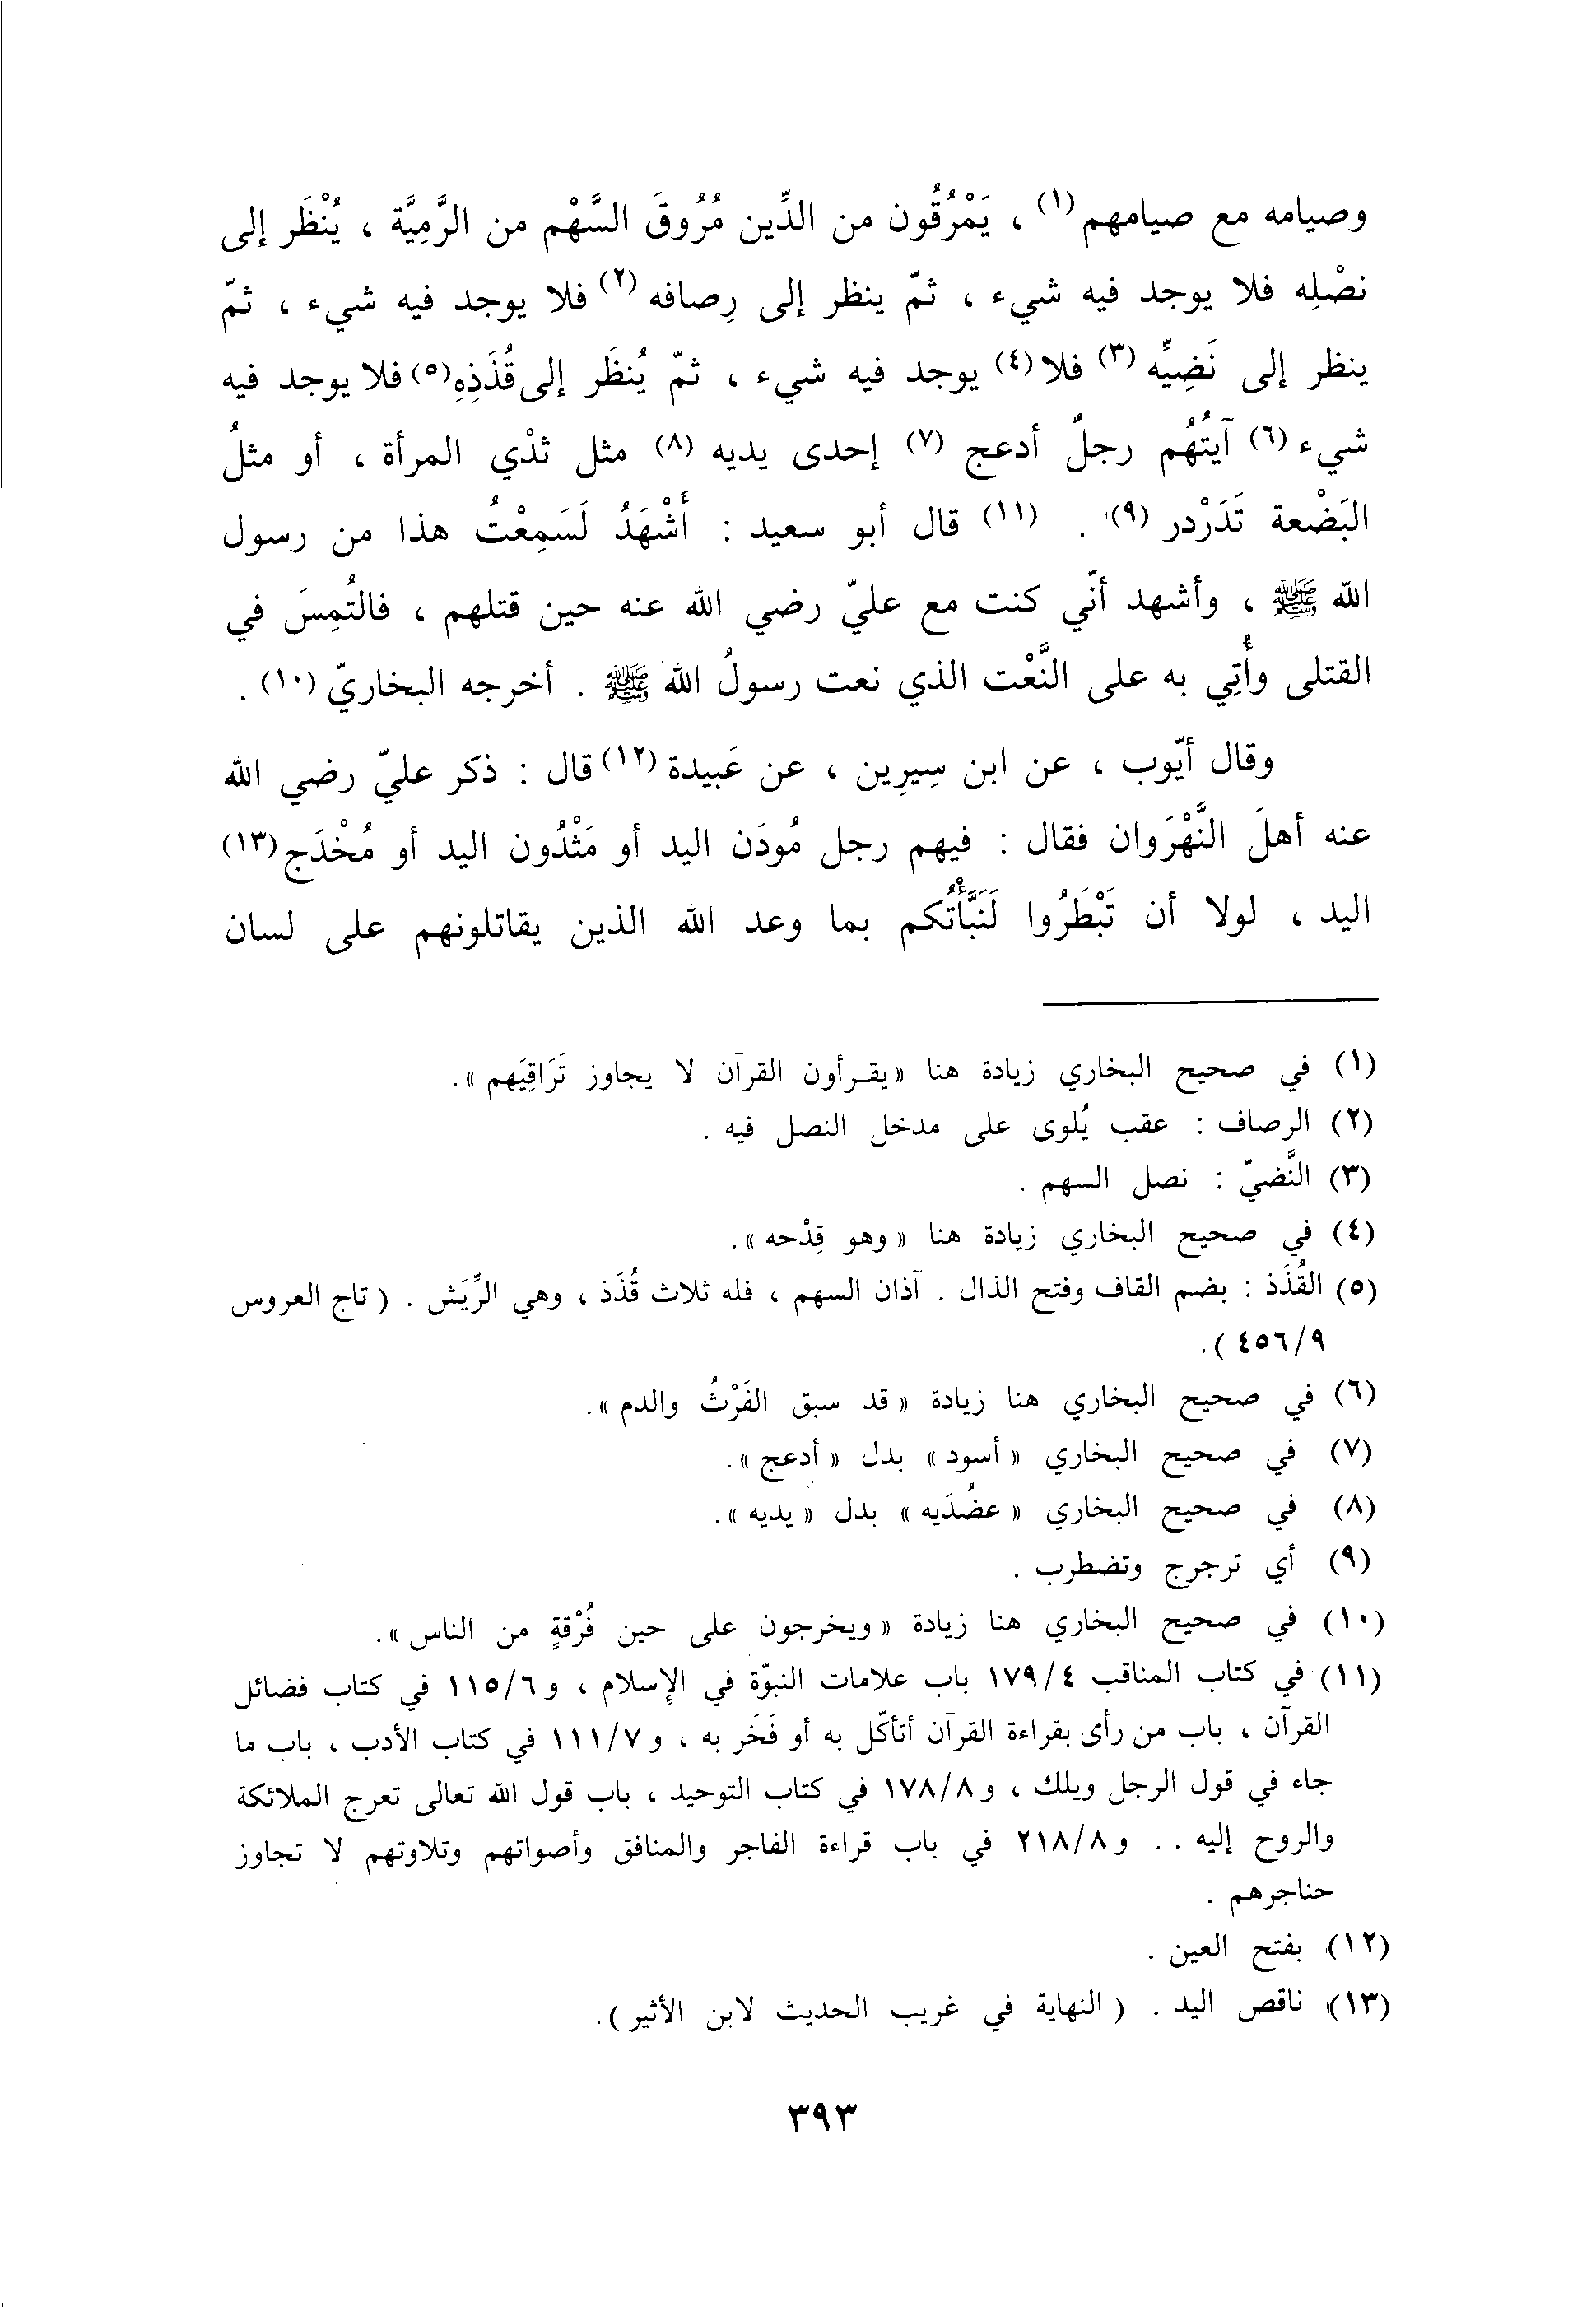 وصيامه مع صيامهم (١) ، يَمْرُقُون من الدِّين مُرُوقَ السَّهْم من الرَّمِيَّة ، يُنْظَر إلى
نصْلِه فلا يوجد فيه شيء ، ثمّ ينظر إلى رِصافه (٢) فلا يوجد فيه شيء ، ثمّ
ينظر إلى نَضِيِّه (٣) فلا (٤) يوجد فيه شيء ، ثمّ يُنظَر إلى قُذَذِهِ (٥) فلا يوجد فيه
شيء (٦) آيتُهُم رجلٌ أدعج (٧) إحدى يديه (٨) مثل ثدْي المرأة ، أو مثلُ
البَضْعة تَدَرْدر (٩) . (١١) قال أبو سعيد : أَشْهَدُ لَسَمِعْتُ هذا من رسول
الله ﷺ ، وأشهد أنّي كنت مع عليّ رضي الله عنه حين قتلهم ، فالتُمِسَ في
القتلى وأُتِي به على النَّعْت الذي نعت رسولُ الله ﷺ . أخرجه البخاريّ (١٠) .
وقال أيّوب ، عن ابن سِيرِين ، عن عَبيدة (١٢) قال : ذكر عليّ رضي الله
عنه أهلَ النَّهْرَوان فقال : فيهم رجل مُودَن اليد أو مَثْدُون اليد أو مُخْدَج (١٣)
اليد ، لولا أن تَبْطَرُوا لَنَبَّأْتُكم بما وعد الله الذين يقاتلونهم على لسان
(١) في صحيح البخاري زيادة هنا «يقـرأون القرآن لا يجاوز تَرَاقِيَهم» .
(٢) الرصاف : عقب يُلوى على مدخل النصل فيه .
(٣) النَّضيّ : نصل السهم .
(٤) في صحيح البخاري زيادة هنا «وهو قِدْحه» .
(٥) القُذَذ : بضم القاف وفتح الذال . آذان السهم ، فله ثلاث قُذَذ ، وهي الرِّيَش . ( تاج العروس
٤٥٦/٩ ) .
(٦) في صحيح البخاري هنا زيادة «قد سبق الفَرْثُ والدم» .
(٧) في صحيح البخاري «أسود» بدل «أدعج» .
(٨) في صحيح البخاري «عضُدَيه» بدل «يديه» .
(٩) أي ترجرج وتضطرب .
(١٠) في صحيح البخاري هنا زيادة «ويخرجون على حين فُرْقةٍ من الناس» .
(١١) في كتاب المناقب ١٧٩/٤ باب علامات النبوّة في الإسلام ، و١١٥/٦ في كتاب فضائل
القرآن ، باب من رأى بقراءة القرآن أتأكّل به أو فَخَر به ، و١١١/٧ في كتاب الأدب ، باب ما
جاء في قول الرجل ويلك ، و١٧٨/٨ في كتاب التوحيد ، باب قول الله تعالى تعرج الملائكة
والروح إليه . . و٢١٨/٨ في باب قراءة الفاجر والمنافق وأصواتهم وتلاوتهم لا تجاوز
حناجرهم .
(١٢) بفتح العين .
(١٣) ناقص اليد . ( النهاية في غريب الحديث لابن الأثير ) .
٣٩٣